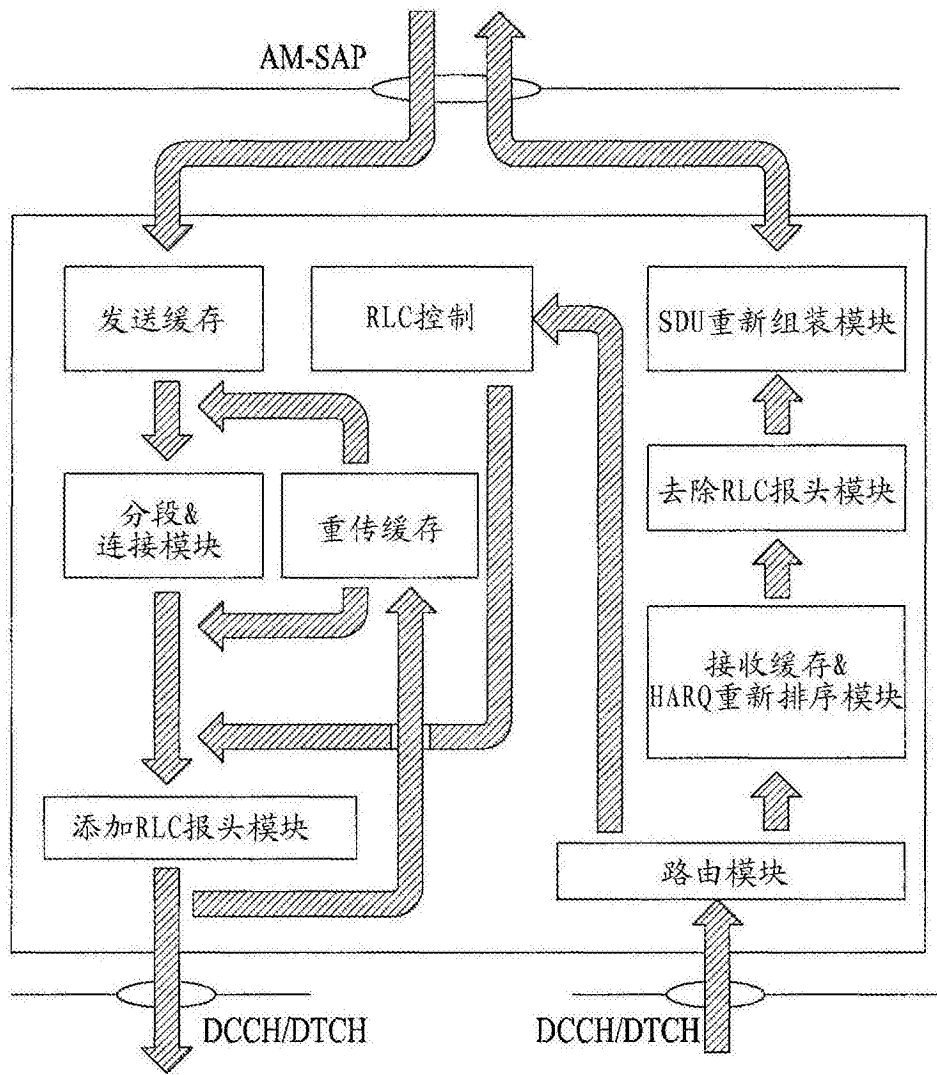 AM-SAP
发送缓存
RLC控制
SDU重新组装模块
分段&
连接模块
重传缓存
去除RLC报头模块
接收缓存&
HARQ重新排序模块
添加RLC报头模块
路由模块
DCCH/DTCH
DCCH/DTCH